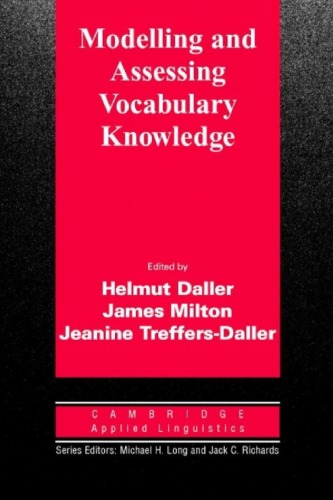 Modelling and
Assessing
Vocabulary
Knowledge
Edited by
Helmut Daller
James Milton
Jeanine Treffers-Daller
CAMBRIDGE
Applied Linguistics
Series Editors: Michael H. Long and Jack C. Richards